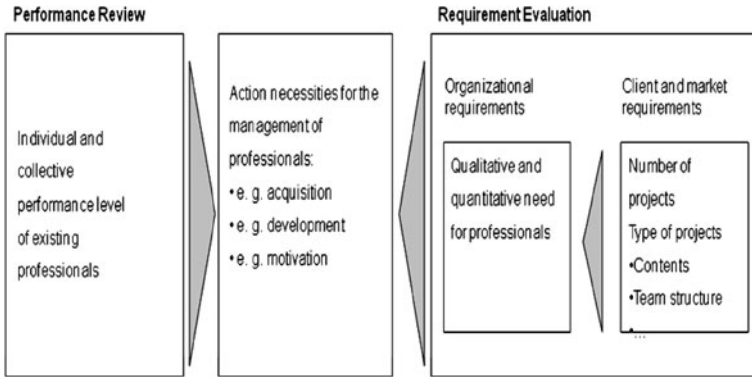 Performance Review
Individual and
collective
performance level
of existing
professionals
Action necessities for the
management of
professionals:
•e. g. acquisition
•e. g. development
•e. g. motivation
Requirement Evaluation
Organizational
requirements
Qualitative and
quantitative need
for professionals
Client and market
requirements
Number of
projects
Type of projects
•Contents
•Team structure
•...